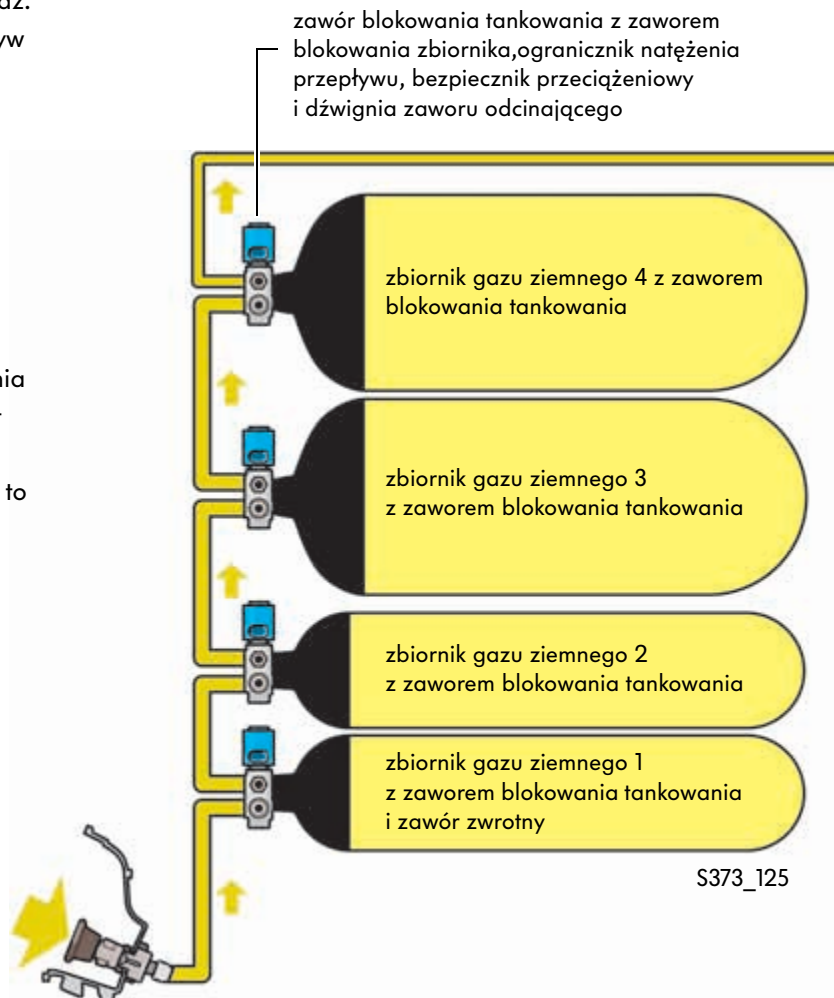 zawór blokowania tankowania z zaworem
blokowania zbiornika,ogranicznik natężenia
przepływu, bezpiecznik przeciążeniowy
i dźwignia zaworu odcinającego
zbiornik gazu ziemnego 4 z zaworem
blokowania tankowania
zbiornik gazu ziemnego 3
z zaworem blokowania tankowania
to
zbiornik gazu ziemnego 2
z zaworem blokowania tankowania
zbiornik gazu ziemnego 1
z zaworem blokowania tankowania
i zawór zwrotny
S373_125